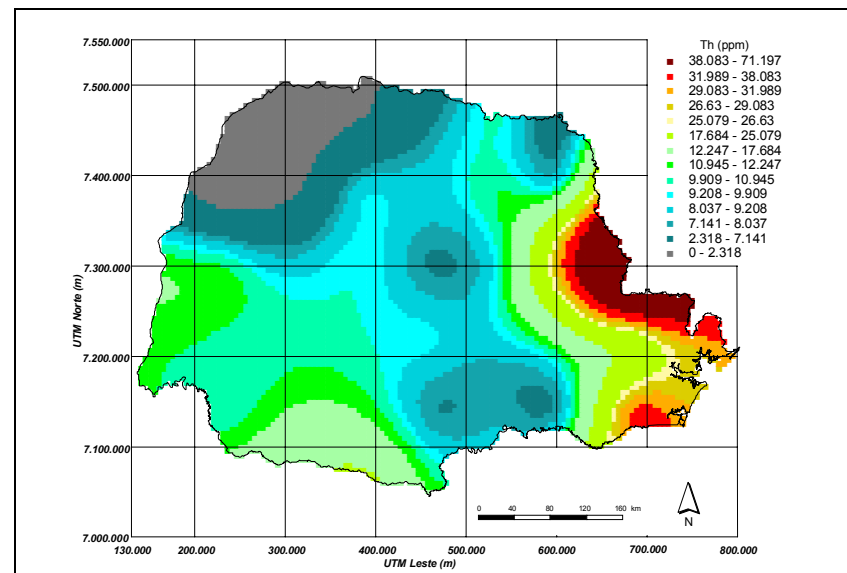 Th (ppm)
38.083 - 71.197
31.989 - 38.083
29.083 - 31.989
26.63 - 29.083
25.079 - 26.63
17.684 - 25.079
12.247 - 17.684
10.945 - 12.247
9.909 - 10.945
9.208 - 9.909
8.037 - 9.208
7.141 - 8.037
2.318 - 7.141
0 - 2.318
7.550.000
7.500.000
7.400.000
7.300.000
7.200.000
7.100.000
7.000.000
UTM Norte (m)
0 40 80 120 160 km
N
130.000 200.000 300.000 400.000 500.000 600.000 700.000 800.000
UTM Leste (m)